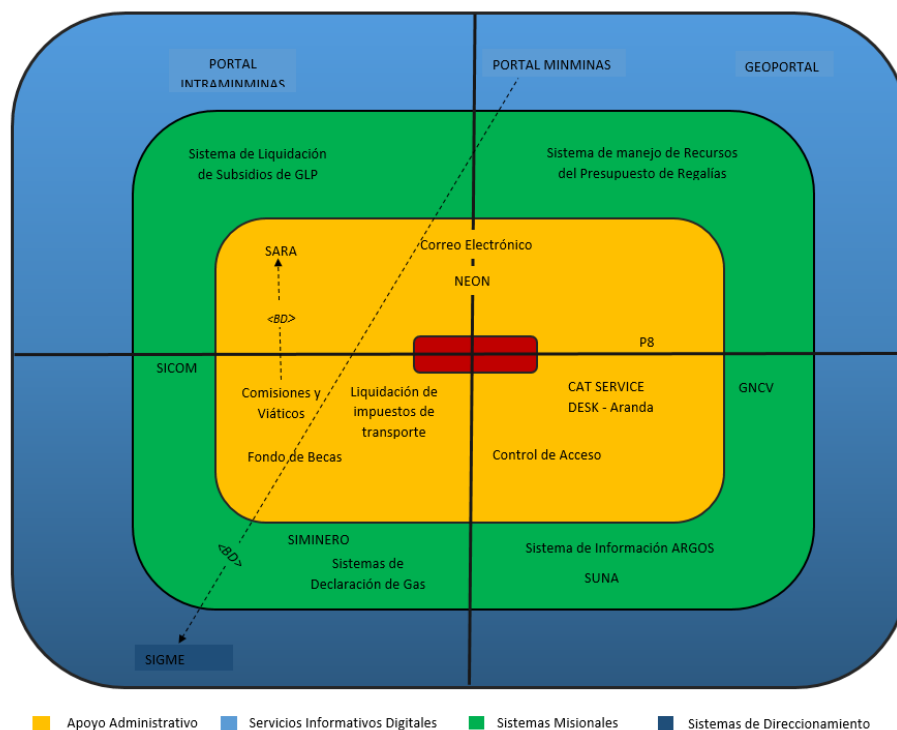 PORTAL
INTRAMINMINAS
PORTAL MINMINAS
GEOPORTAL
Sistema de Liquidación
de Subsidios de GLP
Sistema de manejo de Recursos
del Presupuesto de Regalías
SARA
Correo Electrónico
NEON
<BD>
P8
SICOM
Comisiones y
Viáticos
Liquidación de
impuestos de
transporte
CAT SERVICE
DESK - Aranda
GNCV
Fondo de Becas
Control de Acceso
<BD>
SIMINERO
Sistemas de
Declaración de Gas
Sistema de Información ARGOS
SUNA
SIGME
Apoyo Administrativo
Servicios Informativos Digitales
Sistemas Misionales
Sistemas de Direccionamiento